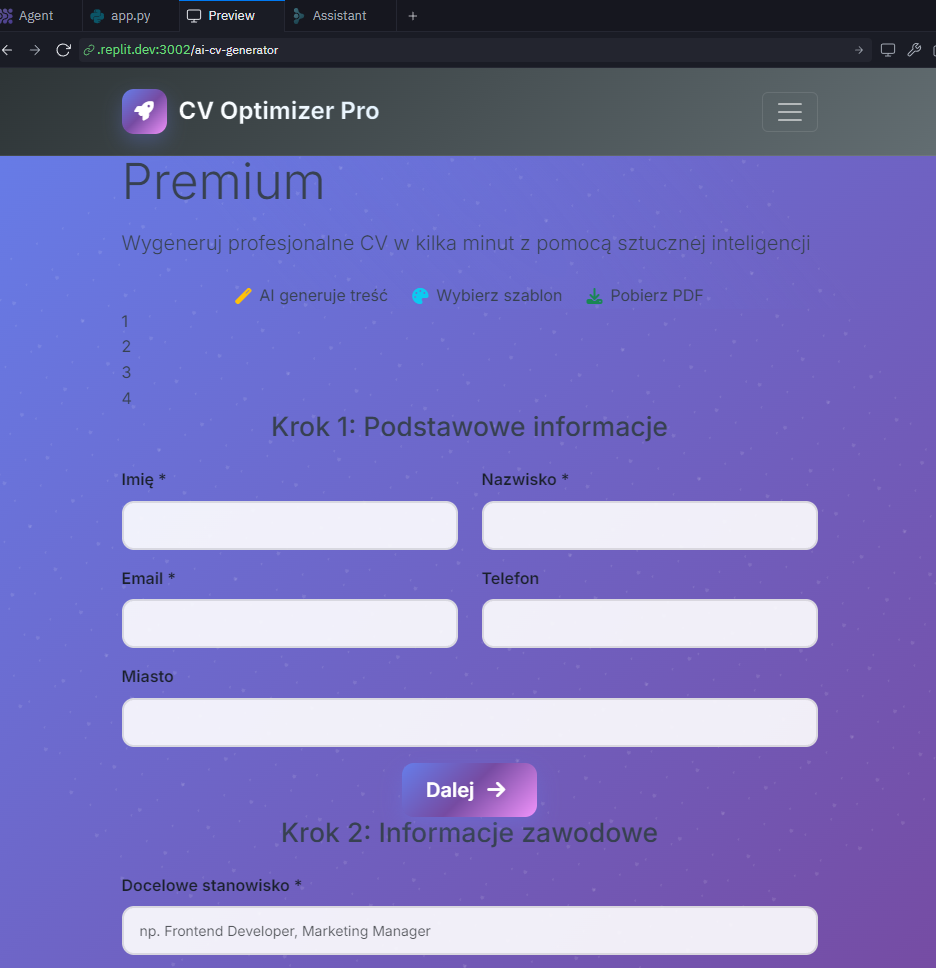 Agent app.py Preview Assistant
.replit.dev:3002/ai-cv-generator
CV Optimizer Pro
Premium
Wygeneruj profesjonalne CV w kilka minut z pomocą sztucznej inteligencji
AI generuje treść Wybierz szablon Pobierz PDF
1
2
3
4
Krok 1: Podstawowe informacje
Imię * Nazwisko *
Email * Telefon
Miasto
Dalej
Krok 2: Informacje zawodowe
Docelowe stanowisko *
np. Frontend Developer, Marketing Manager